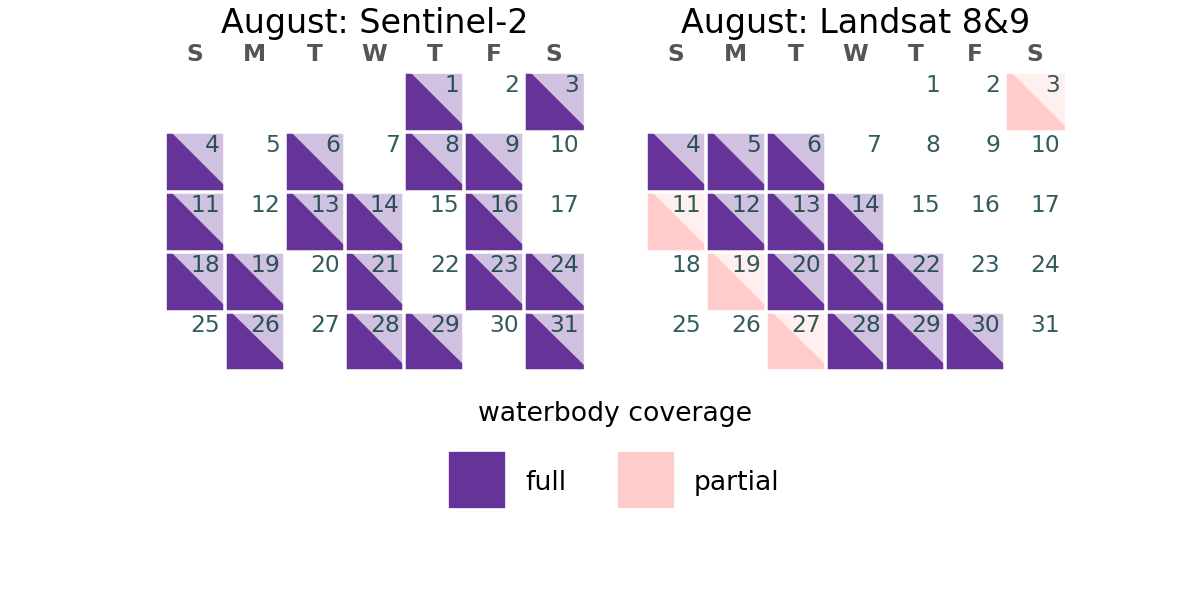 August: Sentinel-2
S M T W T F S
1 2 3
4 5 6 7 8 9 10
11 12 13 14 15 16 17
18 19 20 21 22 23 24
25 26 27 28 29 30 31
August: Landsat 8&9
S M T W T F S
1 2 3
4 5 6 7 8 9 10
11 12 13 14 15 16 17
18 19 20 21 22 23 24
25 26 27 28 29 30 31
waterbody coverage
full
partial